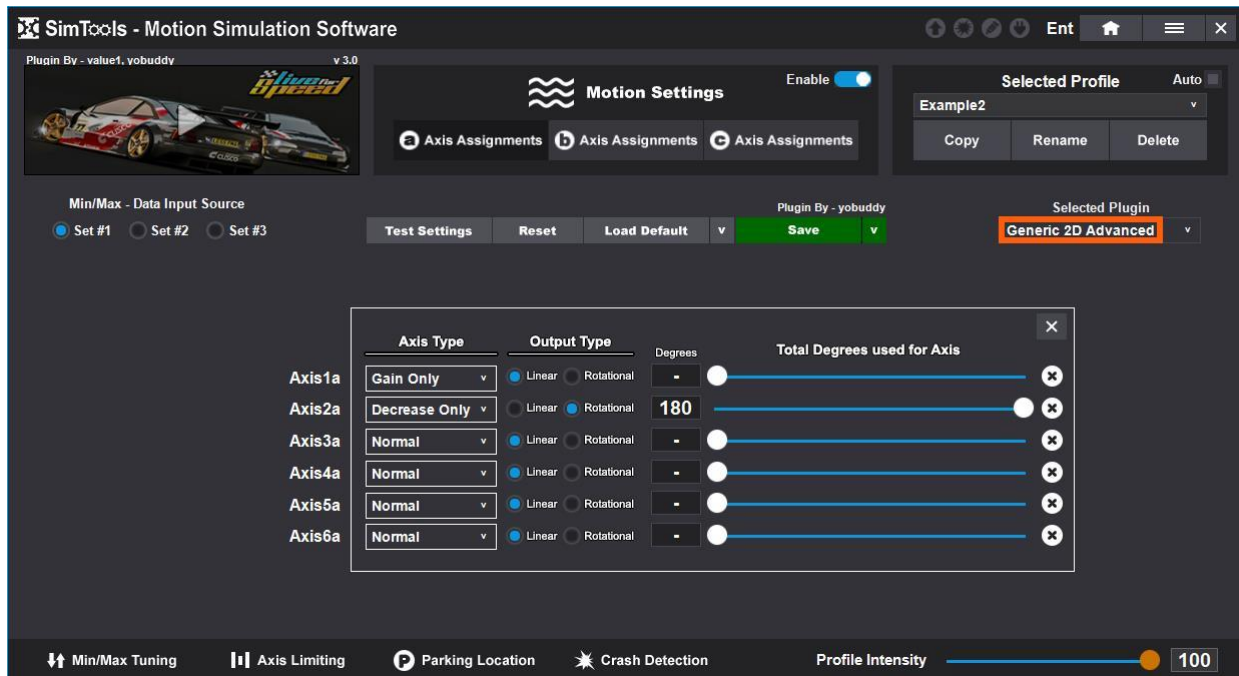 SimTools - Motion Simulation Software
Ent
Plugin By - value1, yobuddy v 3.0
Live for Speed
Motion Settings
Enable
a Axis Assignments b Axis Assignments c Axis Assignments
Selected Profile Auto
Example2 v
Copy Rename Delete
Min/Max - Data Input Source
Set #1 Set #2 Set #3
Plugin By - yobuddy
Test Settings Reset Load Default v Save v
Selected Plugin
Generic 2D Advanced v
Axis Type Output Type Degrees Total Degrees used for Axis
Axis1a Gain Only v Linear Rotational -
Axis2a Decrease Only v Linear Rotational 180
Axis3a Normal v Linear Rotational -
Axis4a Normal v Linear Rotational -
Axis5a Normal v Linear Rotational -
Axis6a Normal v Linear Rotational -
Min/Max Tuning Axis Limiting P Parking Location Crash Detection Profile Intensity 100